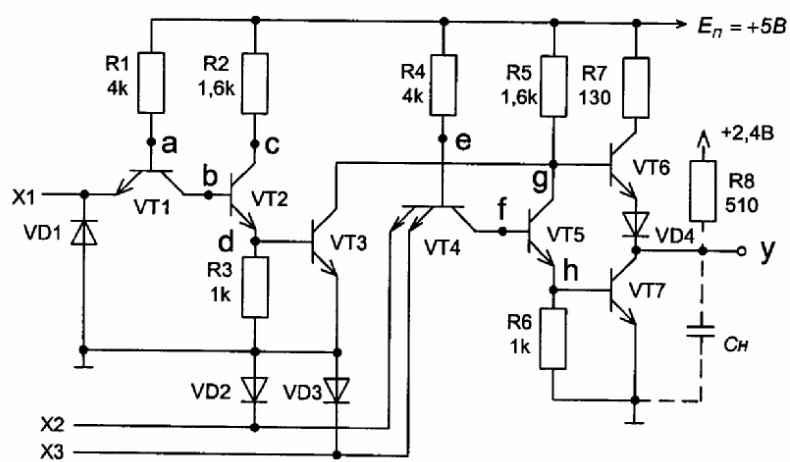 Eп = +5В
R1
4k
R2
1,6k
R4
4k
R5
1,6k
R7
130
a
c
e
+2,4В
R8
510
X1
b
VT1
VT2
g
VT6
VD1
d
VT3
f
VT4
VT5
VD4
y
R3
1k
h
VT7
R6
1k
Cн
VD2
VD3
X2
X3